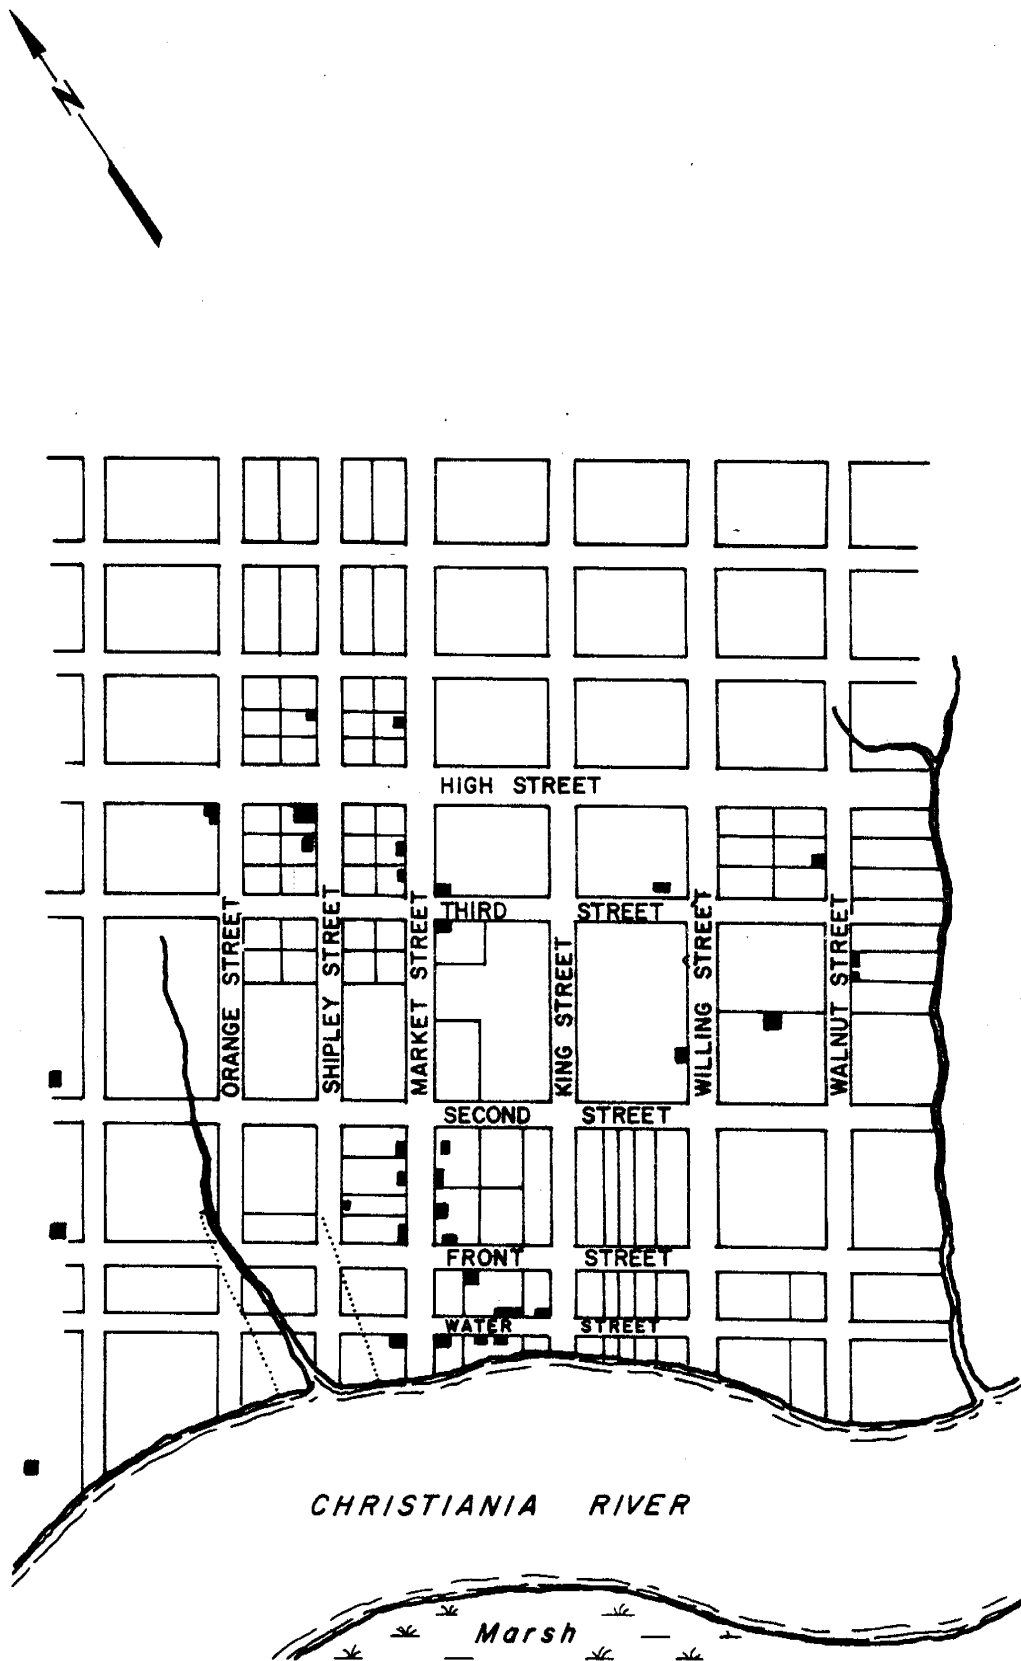 N
HIGH STREET
THIRD STREET
ORANGE STREET
SHIPLEY STREET
MARKET STREET
KING STREET
WILLING STREET
WALNUT STREET
SECOND STREET
FRONT STREET
WATER STREET
CHRISTIANIA RIVER
Marsh